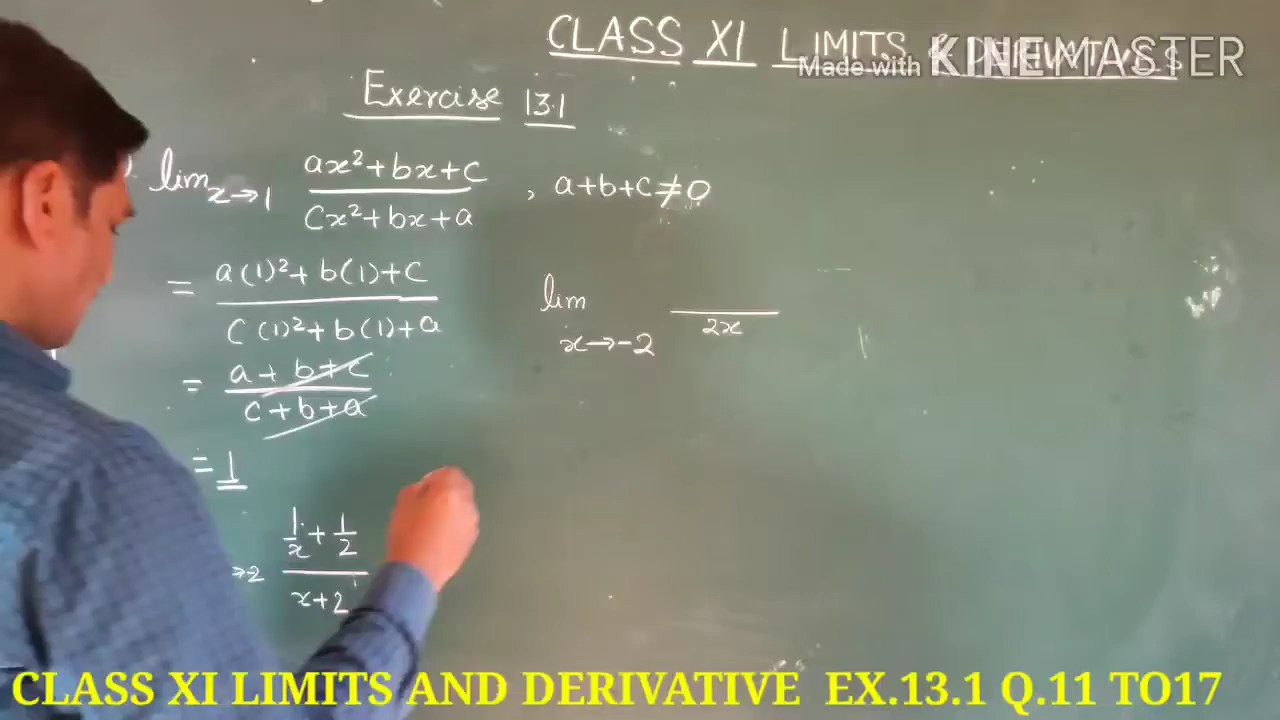 CLASS XI LIMITS & DERIVATIVES
Made with KINEMASTER
Exercise 13.1
lim x→1 (ax²+bx+c)/(cx²+bx+a) , a+b+c≠0
= (a(1)²+b(1)+c)/(c(1)²+b(1)+a)
= (a+b+c)/(c+b+a)
= 1
→-2 (1/x + 1/2)/(x+2)
lim x→-2 /2x
CLASS XI LIMITS AND DERIVATIVE EX.13.1 Q.11 TO17